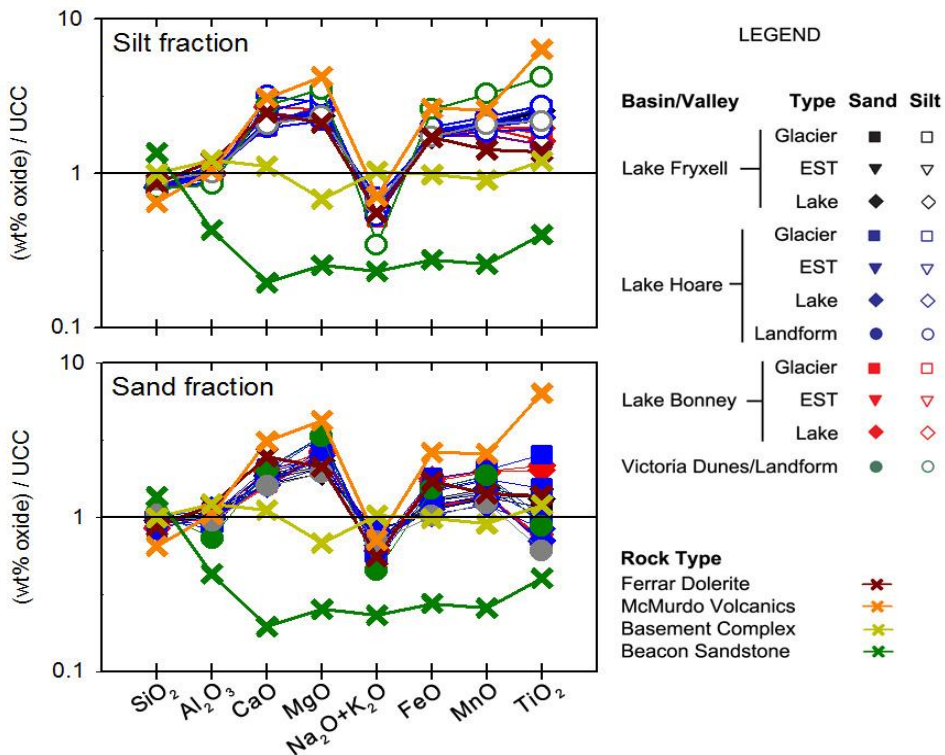 10
Silt fraction
1
0.1
(wt% oxide) / UCC
10
Sand fraction
1
0.1
(wt% oxide) / UCC
SiO₂
Al₂O₃
CaO
MgO
Na₂O+K₂O
FeO
MnO
TiO₂
LEGEND
Basin/Valley Type Sand Silt
Glacier
Lake Fryxell EST
Lake
Glacier
EST
Lake Hoare
Lake
Landform
Glacier
Lake Bonney EST
Lake
Victoria Dunes/Landform
Rock Type
Ferrar Dolerite
McMurdo Volcanics
Basement Complex
Beacon Sandstone